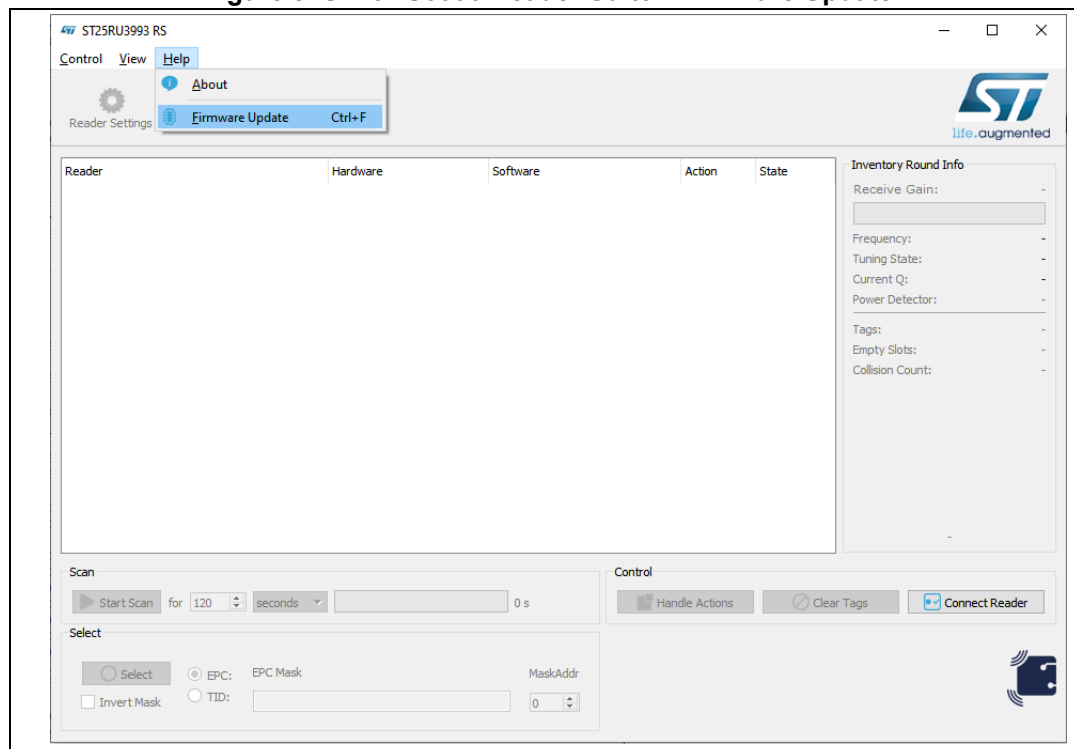 ST25RU3993 RS
Control View Help
About
Firmware Update Ctrl+F
Reader Settings
ST
life.augmented
Reader Hardware Software Action State
Inventory Round Info
Receive Gain: -
Frequency: -
Tuning State: -
Current Q: -
Power Detector: -
Tags: -
Empty Slots: -
Collision Count: -
-
Scan
Start Scan for 120 seconds 0 s
Control
Handle Actions Clear Tags Connect Reader
Select
Select EPC: EPC Mask MaskAddr
Invert Mask TID: 0